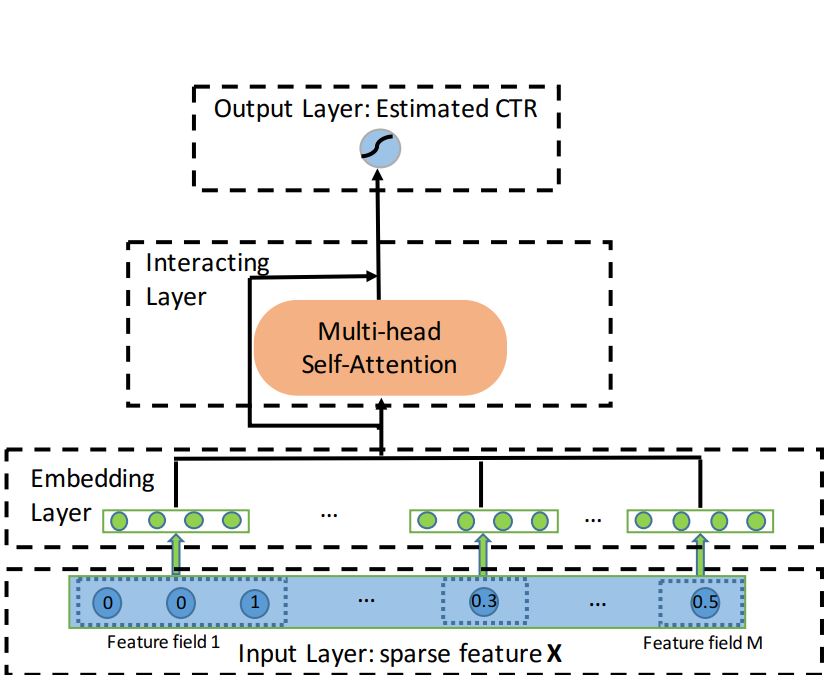 Output Layer: Estimated CTR
Interacting
Layer
Multi-head
Self-Attention
Embedding
Layer
... ...
0 0 1 ... 0.3 ... 0.5
Feature field 1 Feature field M
Input Layer: sparse feature X